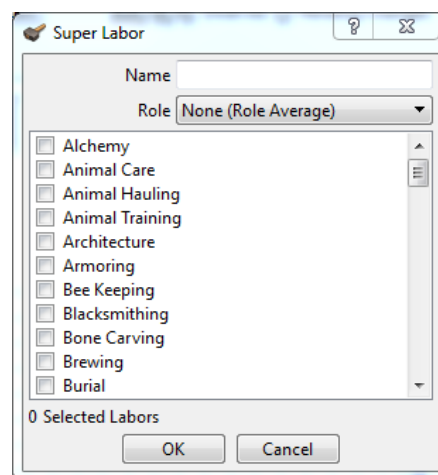 Super Labor
Name
Role None (Role Average)
Alchemy
Animal Care
Animal Hauling
Animal Training
Architecture
Armoring
Bee Keeping
Blacksmithing
Bone Carving
Brewing
Burial
0 Selected Labors
OK Cancel